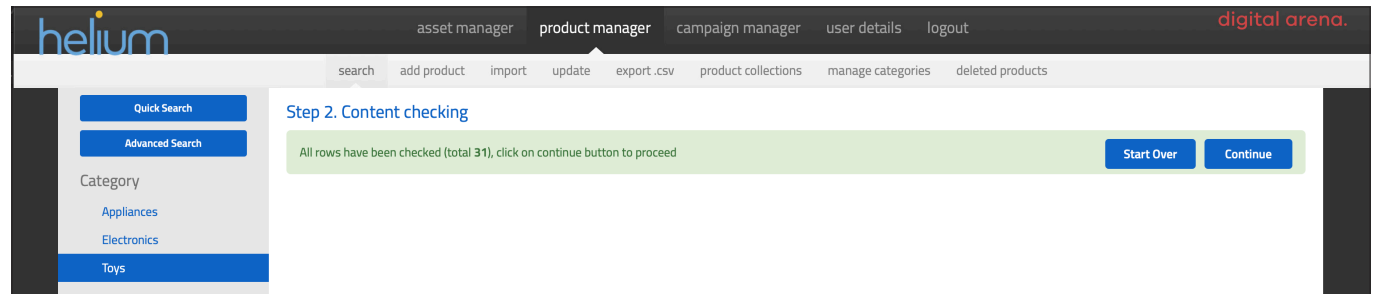 helium
asset manager product manager campaign manager user details logout
digital arena.
search add product import update export .csv product collections manage categories deleted products
Quick Search
Advanced Search
Category
Appliances
Electronics
Toys
Step 2. Content checking
All rows have been checked (total 31), click on continue button to proceed
Start Over Continue